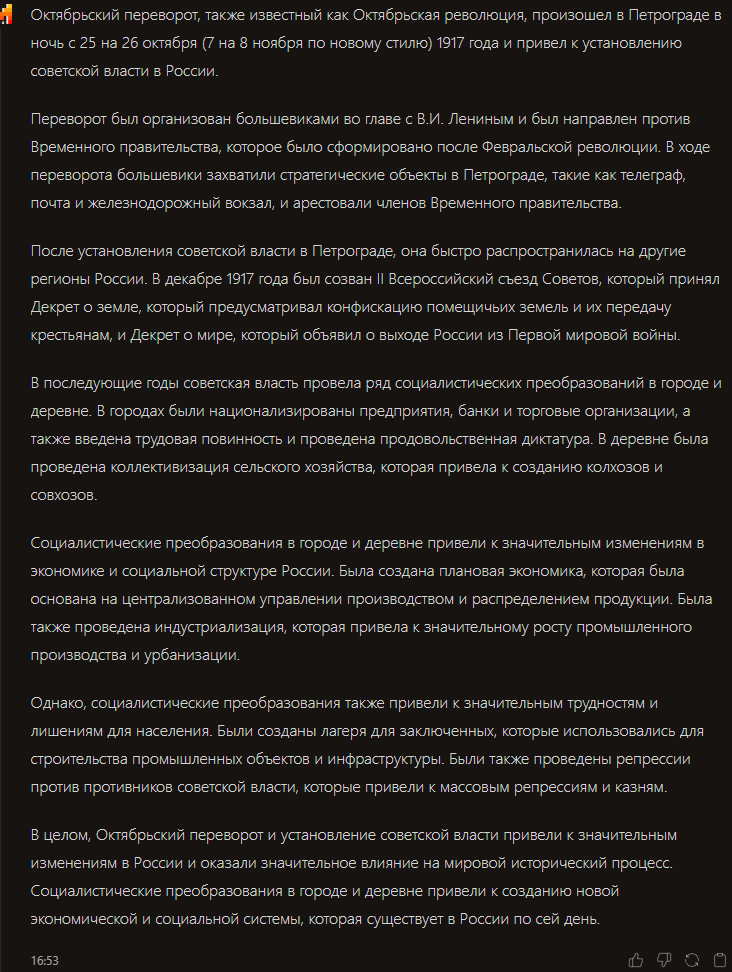 Октябрьский переворот, также известный как Октябрьская революция, произошел в Петрограде в
ночь с 25 на 26 октября (7 на 8 ноября по новому стилю) 1917 года и привел к установлению
советской власти в России.
Переворот был организован большевиками во главе с В.И. Лениным и был направлен против
Временного правительства, которое было сформировано после Февральской революции. В ходе
переворота большевики захватили стратегические объекты в Петрограде, такие как телеграф,
почта и железнодорожный вокзал, и арестовали членов Временного правительства.
После установления советской власти в Петрограде, она быстро распространилась на другие
регионы России. В декабре 1917 года был созван II Всероссийский съезд Советов, который принял
Декрет о земле, который предусматривал конфискацию помещичьих земель и их передачу
крестьянам, и Декрет о мире, который объявил о выходе России из Первой мировой войны.
В последующие годы советская власть провела ряд социалистических преобразований в городе и
деревне. В городах были национализированы предприятия, банки и торговые организации, а
также введена трудовая повинность и проведена продовольственная диктатура. В деревне была
проведена коллективизация сельского хозяйства, которая привела к созданию колхозов и
совхозов.
Социалистические преобразования в городе и деревне привели к значительным изменениям в
экономике и социальной структуре России. Была создана плановая экономика, которая была
основана на централизованном управлении производством и распределением продукции. Была
также проведена индустриализация, которая привела к значительному росту промышленного
производства и урбанизации.
Однако, социалистические преобразования также привели к значительным трудностям и
лишениям для населения. Были созданы лагеря для заключенных, которые использовались для
строительства промышленных объектов и инфраструктуры. Были также проведены репрессии
против противников советской власти, которые привели к массовым репрессиям и казням.
В целом, Октябрьский переворот и установление советской власти привели к значительным
изменениям в России и оказали значительное влияние на мировой исторический процесс.
Социалистические преобразования в городе и деревне привели к созданию новой
экономической и социальной системы, которая существует в России по сей день.
16:53